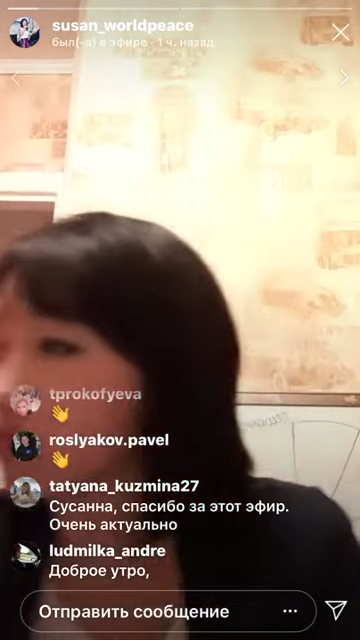 susan_worldpeace
был(-а) в эфире · 1 ч. назад
tprokofyeva
👋
roslyakov.pavel
👋
tatyana_kuzmina27
Сусанна, спасибо за этот эфир.
Очень актуально
ludmilka_andre
Доброе утро,
Отправить сообщение